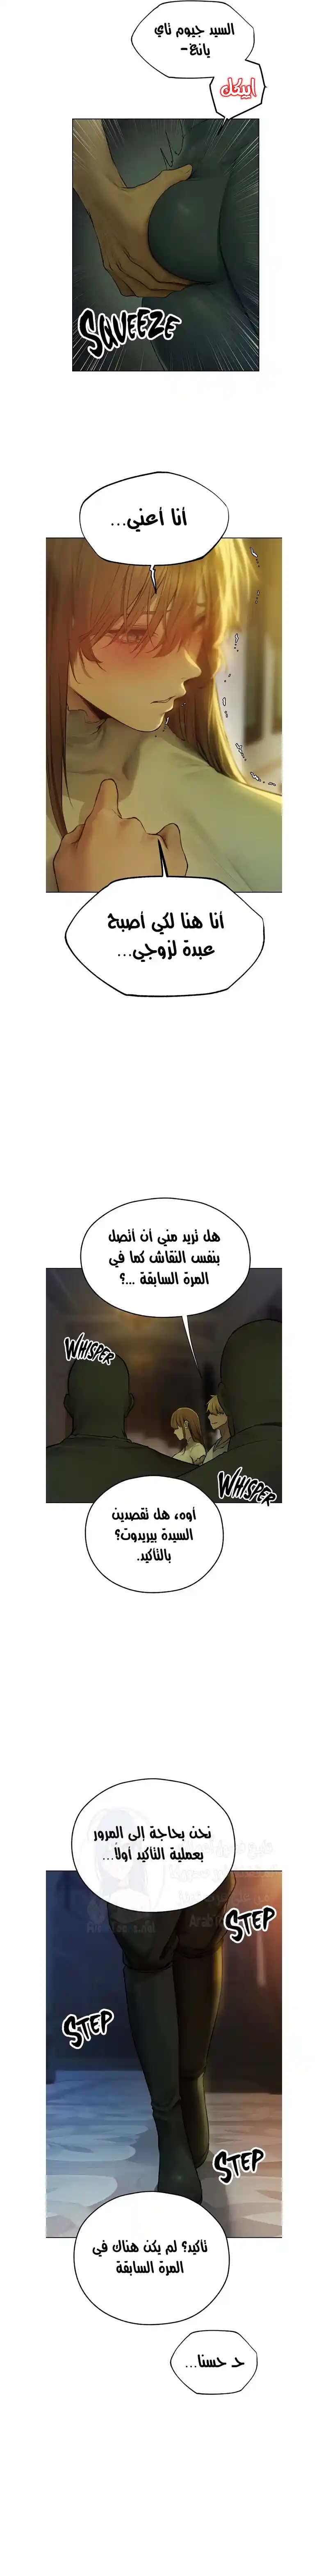 السيد جيوم تاي
يانغ-
اييك
SQUEEZE
أنا أعني...
أنا هنا لكي أصبح
عبدة لزوجي...
هل تريد مني أن أتصل
بنفس النقاش كما في
المرة السابقة ...؟
WHISPER
WHISPER
أوه، هل تقصدين
السيدة بيريدوت؟
بالتأكيد.
نحن بحاجة إلى المرور
بعملية التأكيد أولاً...
STEP
STEP
STEP
تأكيد؟ لم يكن هناك في
المرة السابقة
حـ حسنا...